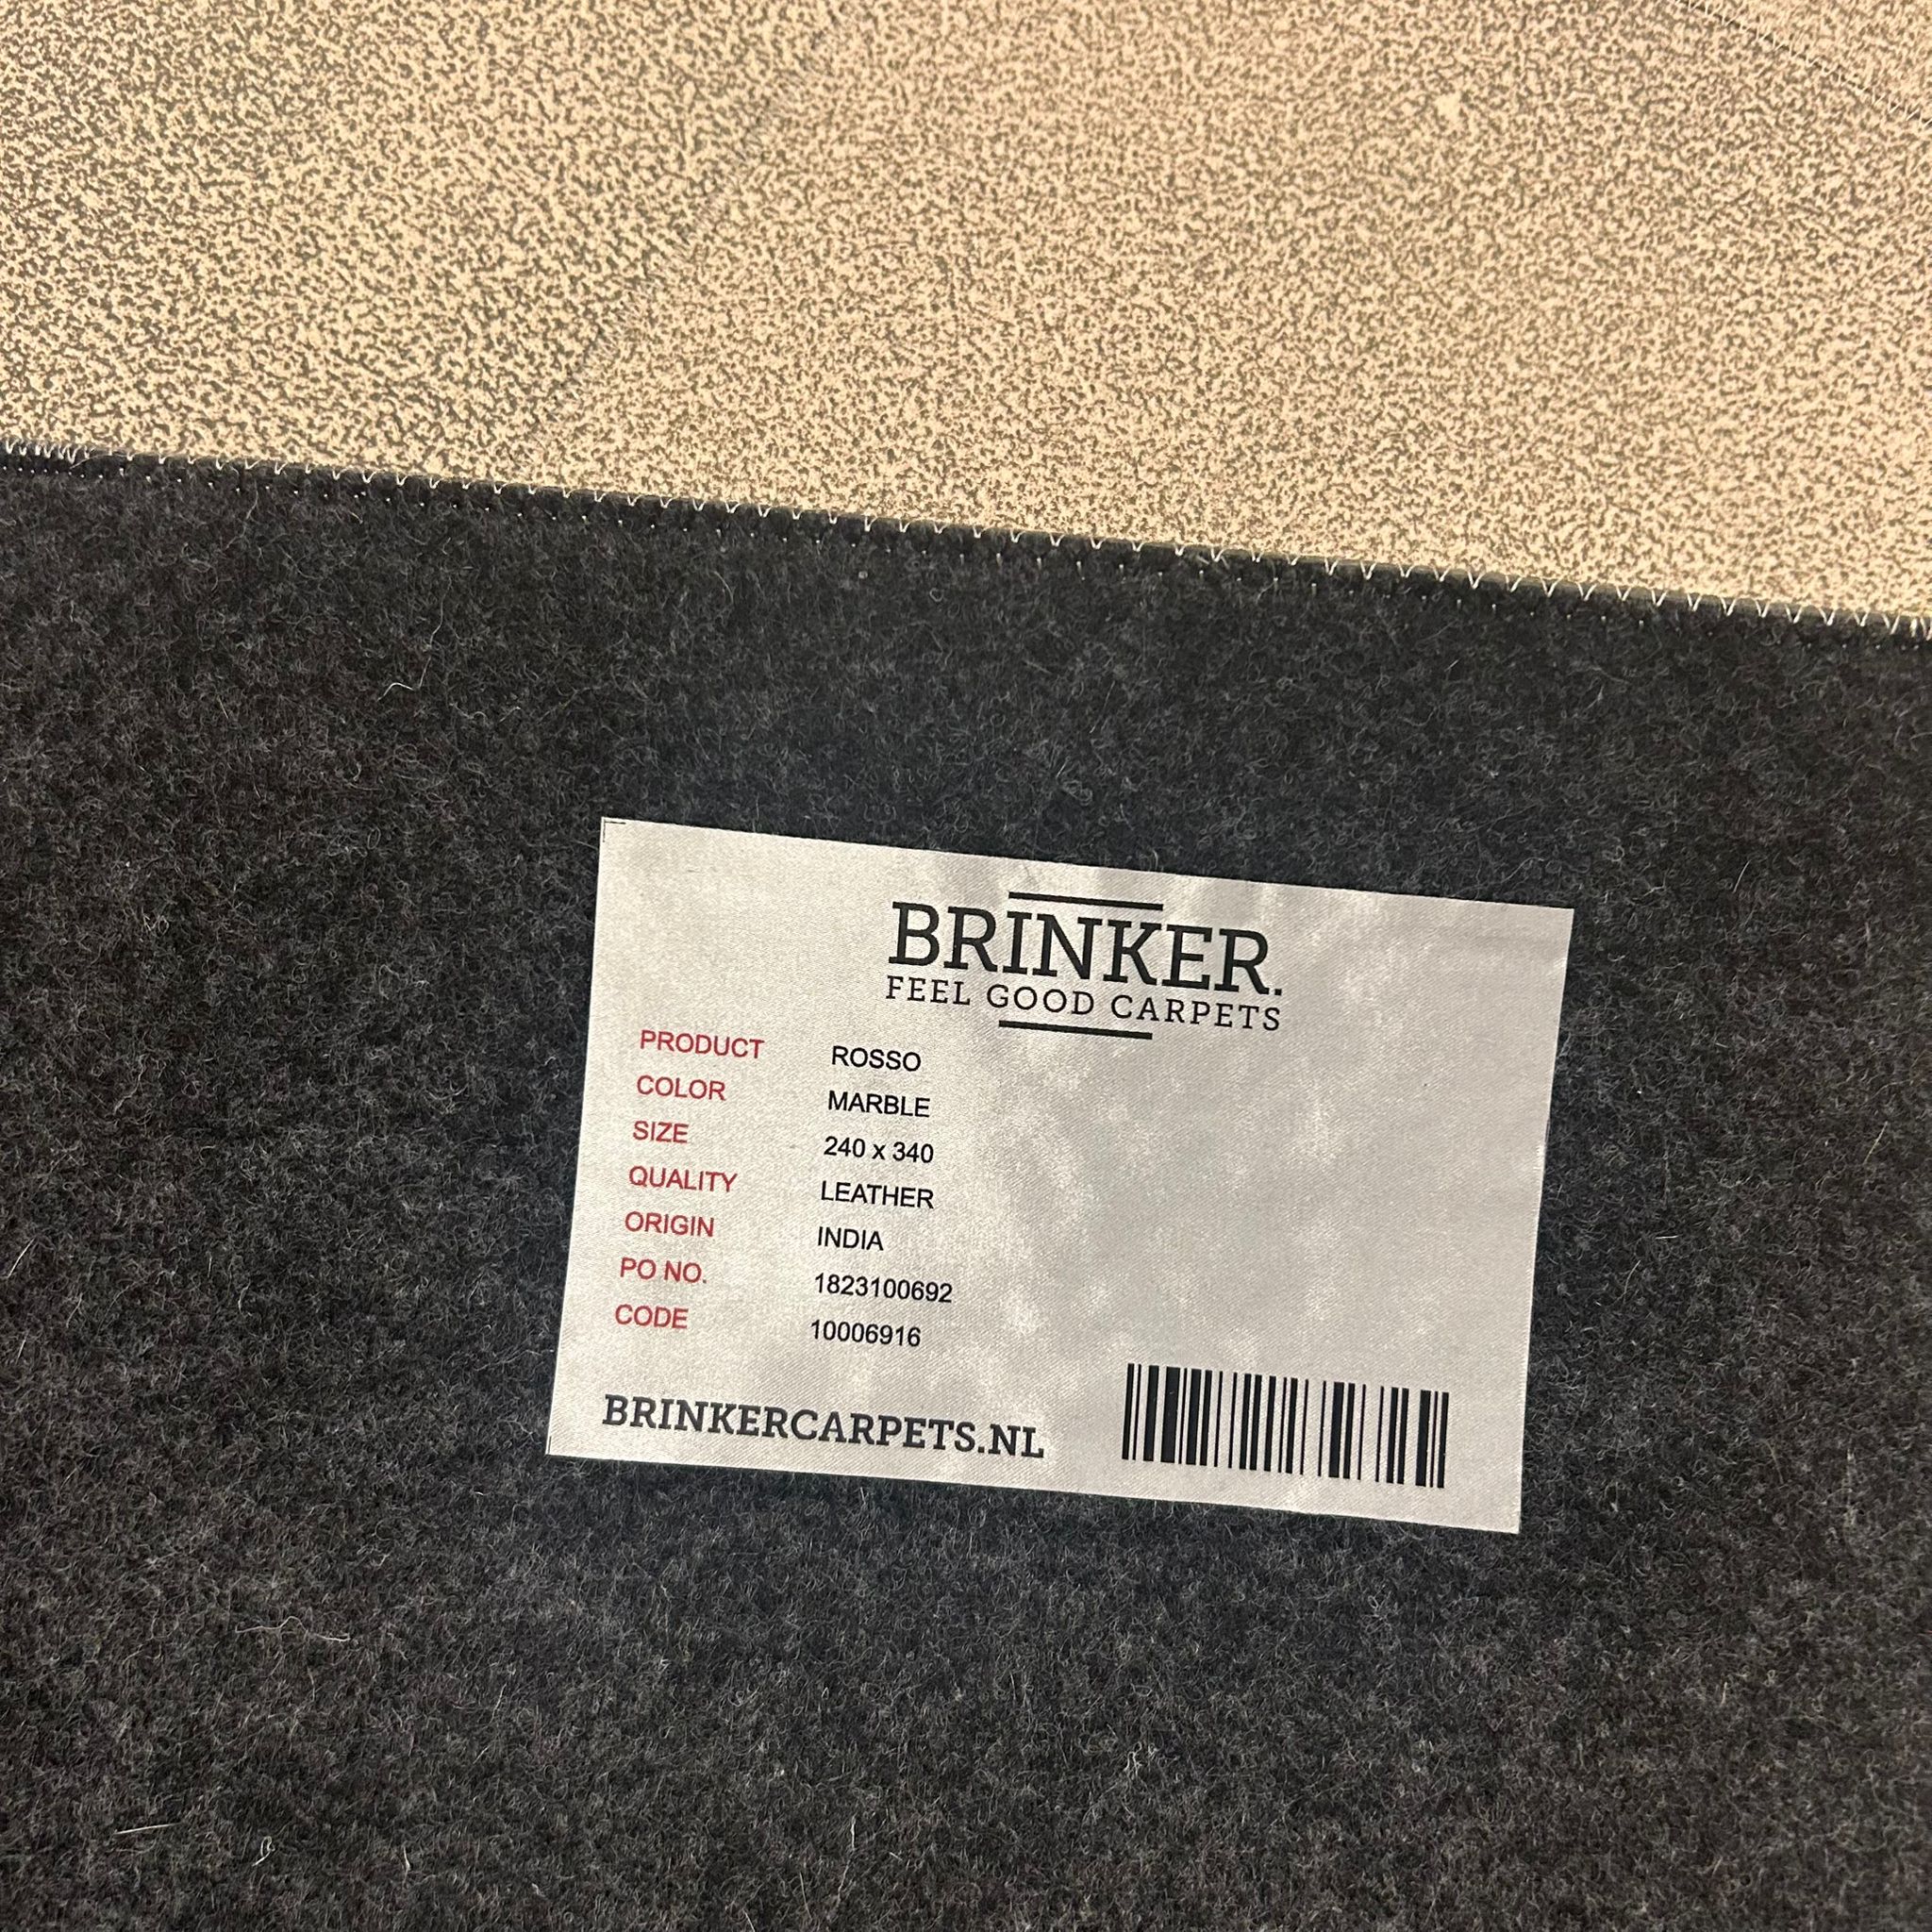 BRINKER.
FEEL GOOD CARPETS
PRODUCT ROSSO
COLOR MARBLE
SIZE 240 x 340
QUALITY LEATHER
ORIGIN INDIA
PO NO. 1823100692
CODE 10006916
BRINKERCARPETS.NL